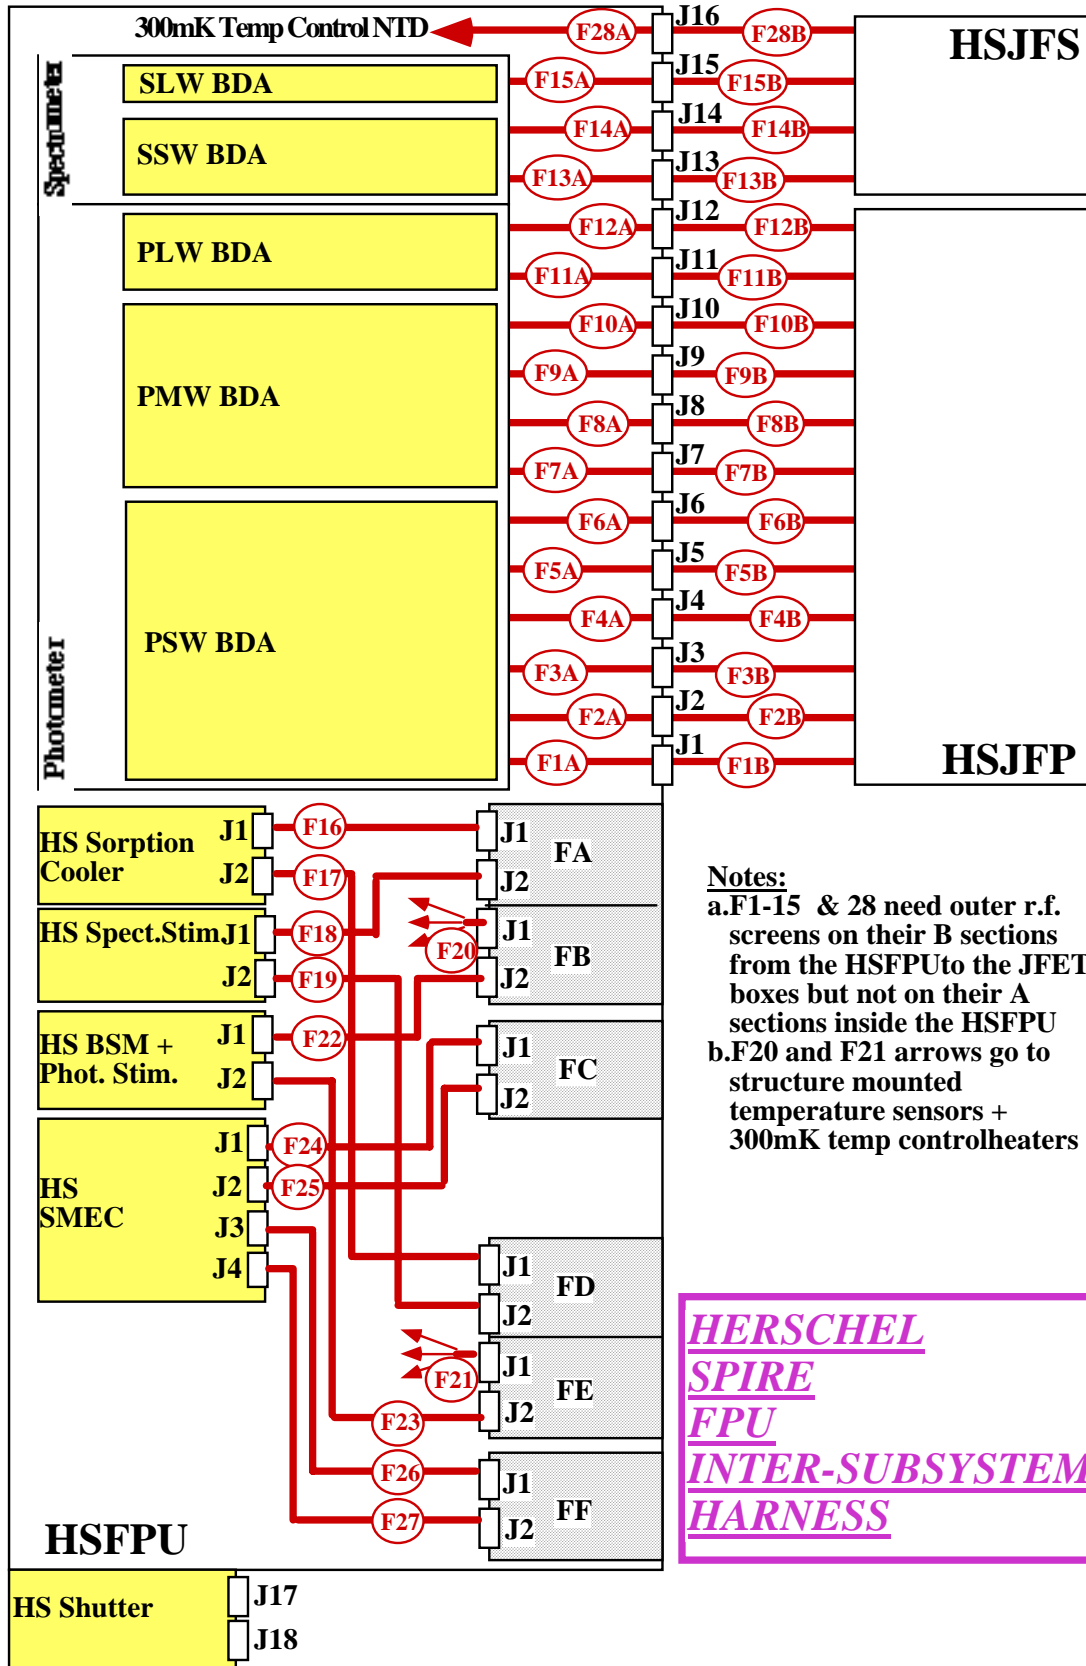 300mK Temp Control NTD
F28A
J16
F28B
HSJFS
Spectrometer
SLW BDA
F15A
J15
F15B
SSW BDA
F14A
J14
F14B
F13A
J13
F13B
PLW BDA
F12A
J12
F12B
F11A
J11
F11B
PMW BDA
F10A
J10
F10B
F9A
J9
F9B
F8A
J8
F8B
F7A
J7
F7B
Photometer
PSW BDA
F6A
J6
F6B
F5A
J5
F5B
F4A
J4
F4B
F3A
J3
F3B
F2A
J2
F2B
F1A
J1
F1B
HSJFP
HS Sorption
Cooler
J1
F16
J1
FA
J2
F17
J2
HS Spect.Stim.
J1
F18
F20
J1
FB
J2
F19
J2
HS BSM +
Phot. Stim.
J1
F22
J1
FC
J2
J2
HS
SMEC
J1
F24
J2
F25
J3
J4
J1
FD
J2
F21
J1
FE
F23
J2
F26
J1
FF
F27
J2
HSFPU
HS Shutter
J17
J18
Notes:
a.F1-15 & 28 need outer r.f.
screens on their B sections
from the HSFPUto the JFET
boxes but not on their A
sections inside the HSFPU
b.F20 and F21 arrows go to
structure mounted
temperature sensors +
300mK temp controlheaters
HERSCHEL
SPIRE
FPU
INTER-SUBSYSTEM
HARNESS